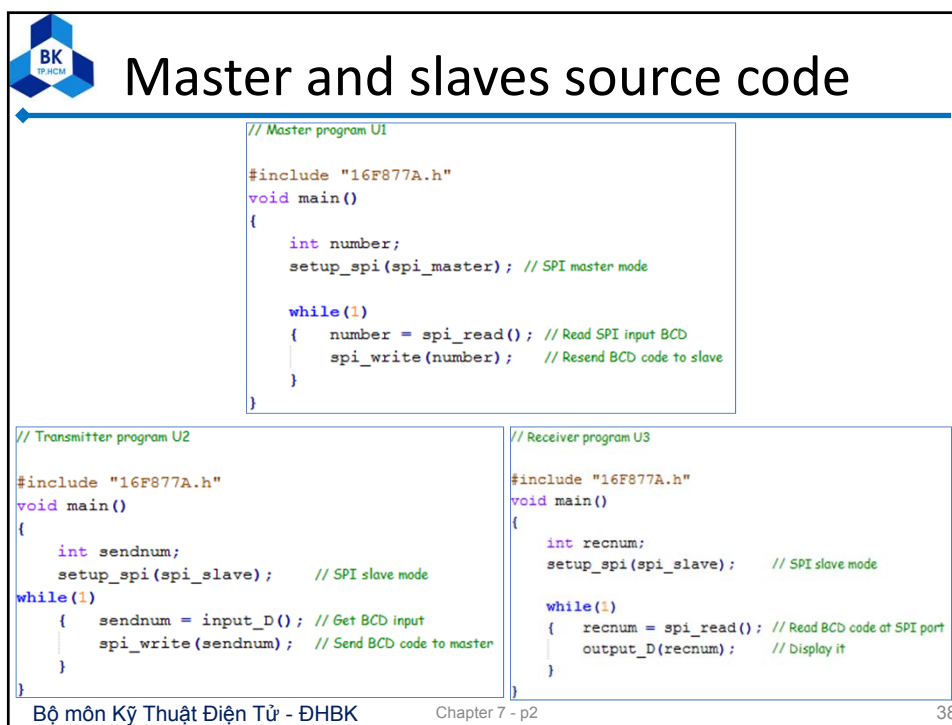 BK
TP.HCM
Master and slaves source code
// Master program U1
#include "16F877A.h"
void main()
{
    int number;
    setup_spi(spi_master); // SPI master mode
    while(1)
    {   number = spi_read(); // Read SPI input BCD
        spi_write(number);   // Resend BCD code to slave
    }
}
// Transmitter program U2
#include "16F877A.h"
void main()
{
    int sendnum;
    setup_spi(spi_slave);    // SPI slave mode
while(1)
    {   sendnum = input_D(); // Get BCD input
        spi_write(sendnum);  // Send BCD code to master
    }
}
// Receiver program U3
#include "16F877A.h"
void main()
{
    int recnum;
    setup_spi(spi_slave);    // SPI slave mode
    while(1)
    {   recnum = spi_read(); // Read BCD code at SPI port
        output_D(recnum);    // Display it
    }
}
Bộ môn Kỹ Thuật Điện Tử - ĐHBK
Chapter 7 - p2
38